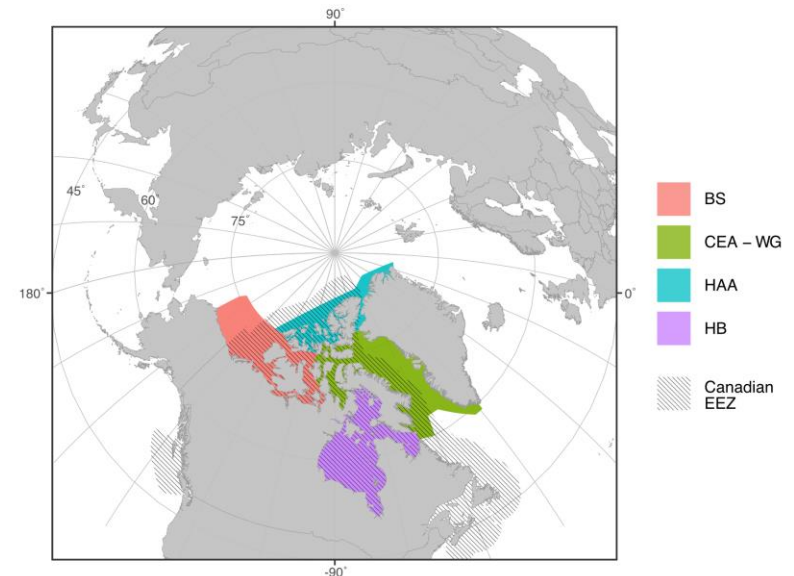 90°
45°
60°
75°
180°
0°
-90°
BS
CEA – WG
HAA
HB
Canadian
EEZ